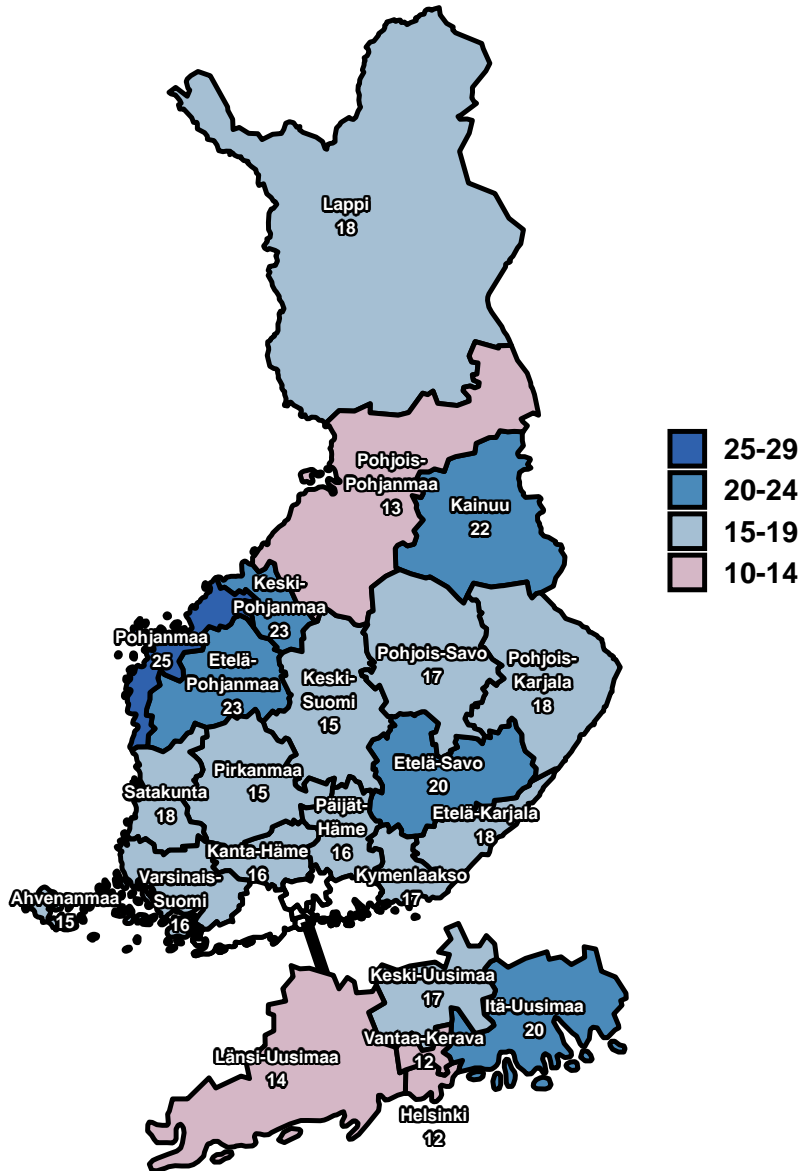 Lappi
18
Pohjois-
Pohjanmaa
13
Kainuu
22
25-29
20-24
15-19
10-14
Keski-
Pohjanmaa
23
Pohjanmaa
25
Etelä-
Pohjanmaa
23
Keski-
Suomi
15
Pohjois-Savo
17
Pohjois-
Karjala
18
Etelä-Savo
20
Pirkanmaa
15
Satakunta
18
Päijät-
Häme
16
Etelä-Karjala
18
Kanta-Häme
16
Kymenlaakso
17
Varsinais-
Suomi
16
Ahvenanmaa
15
Keski-Uusimaa
17
Itä-Uusimaa
20
Vantaa-Kerava
12
Länsi-Uusimaa
14
Helsinki
12